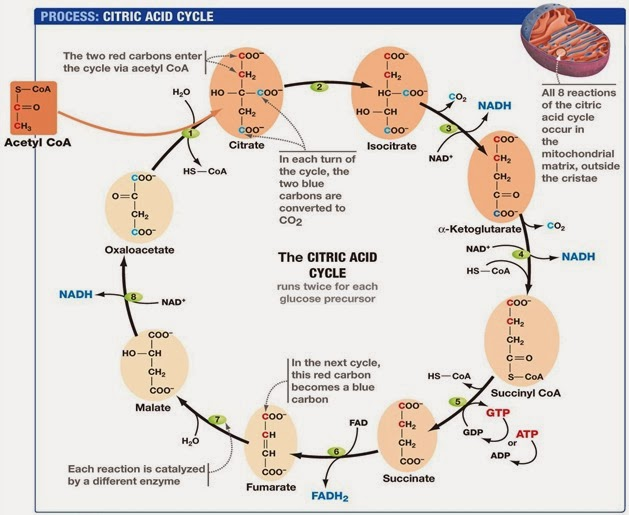 PROCESS: CITRIC ACID CYCLE
The two red carbons enter
the cycle via acetyl CoA
S—CoA
C=O
CH₃
Acetyl CoA
H₂O
1
HS—CoA
COO⁻
CH₂
HO—C—COO⁻
CH₂
COO⁻
Citrate
In each turn of
the cycle, the
two blue
carbons are
converted to
CO₂
2
COO⁻
CH₂
H—C—COO⁻
HO—CH
COO⁻
Isocitrate
CO₂
NADH
3
NAD⁺
All 8 reactions
of the citric
acid cycle
occur in
the
mitochondrial
matrix, outside
the cristae
COO⁻
CH₂
CH₂
C=O
COO⁻
α-Ketoglutarate
CO₂
NAD⁺
4
NADH
HS—CoA
COO⁻
CH₂
CH₂
C=O
S—CoA
Succinyl CoA
HS—CoA
5
GTP
GDP
or
ATP
ADP
COO⁻
CH₂
CH₂
COO⁻
Succinate
FAD
6
FADH₂
In the next cycle,
this red carbon
becomes a blue
carbon
COO⁻
CH
CH
COO⁻
Fumarate
7
H₂O
Each reaction is catalyzed
by a different enzyme
COO⁻
HO—CH
CH₂
COO⁻
Malate
NADH
8
NAD⁺
COO⁻
O=C
CH₂
COO⁻
Oxaloacetate
The CITRIC ACID
CYCLE
runs twice for each
glucose precursor